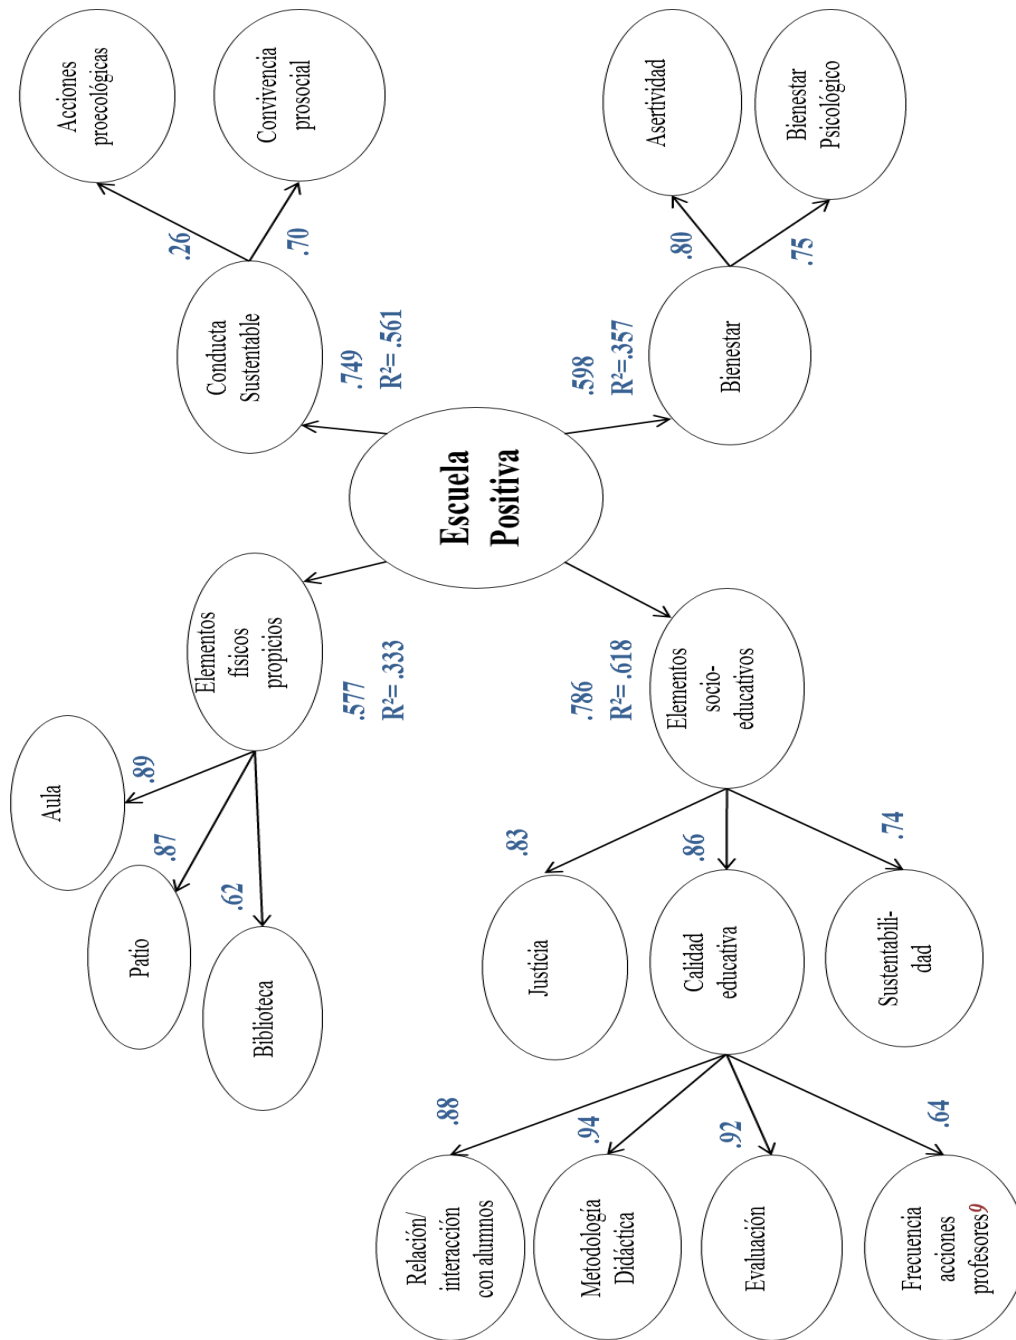 Aula
Acciones
proecológicas
Patio
.89
.87
.26
Biblioteca
.62
Convivencia
prosocial
.70
Elementos
físicos
propicios
Conducta
Sustentable
.577
R²= .333
.749
R²= .561
Escuela
Positiva
Relación/
interacción
con alumnos
.88
Justicia
.83
.786
R²= .618
.598
R²=.357
Metodología
Didáctica
.94
Asertividad
.80
Calidad
educativa
.86
Elementos
socio-
educativos
Bienestar
Evaluación
.92
Bienestar
Psicológico
.75
Sustentabili-
dad
.74
Frecuencia
acciones
profesores9
.64